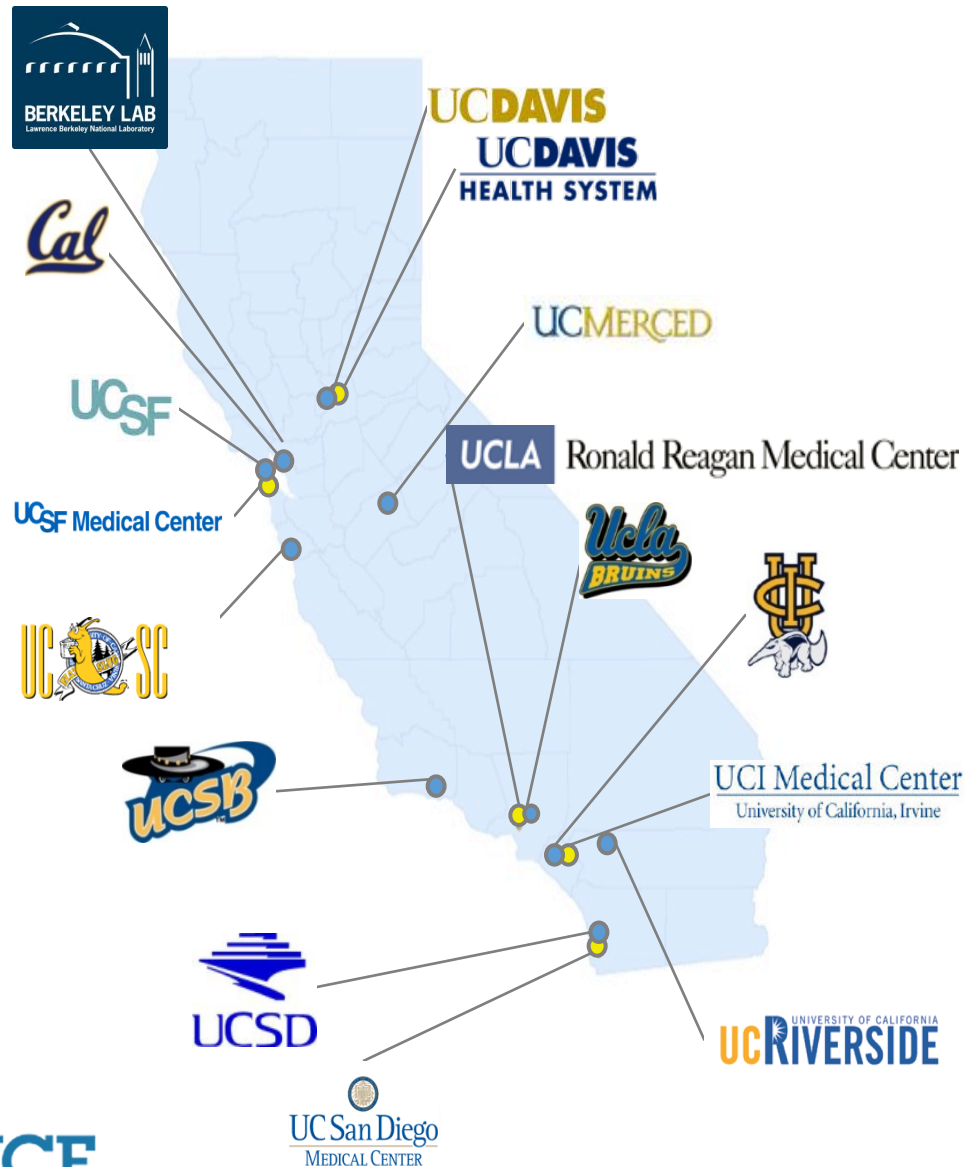 BERKELEY LAB
Lawrence Berkeley National Laboratory
UCDAVIS
UCDAVIS
HEALTH SYSTEM
Cal
UCMERCED
UCSF
UCLA Ronald Reagan Medical Center
UCSF Medical Center
Ucla
BRUINS
UCI
UC SC
UCSB
UCI Medical Center
University of California, Irvine
UCSD
UNIVERSITY OF CALIFORNIA
UCRIVERSIDE
UC San Diego
MEDICAL CENTER